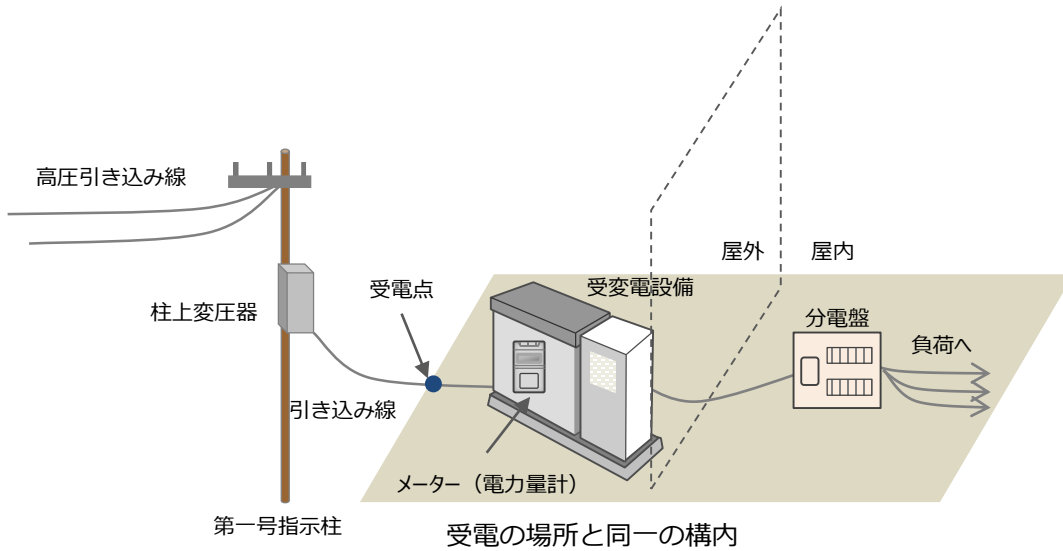 高圧引き込み線
屋外
屋内
受電点
受変電設備
柱上変圧器
分電盤
負荷へ
引き込み線
メーター（電力量計）
第一号指示柱
受電の場所と同一の構内